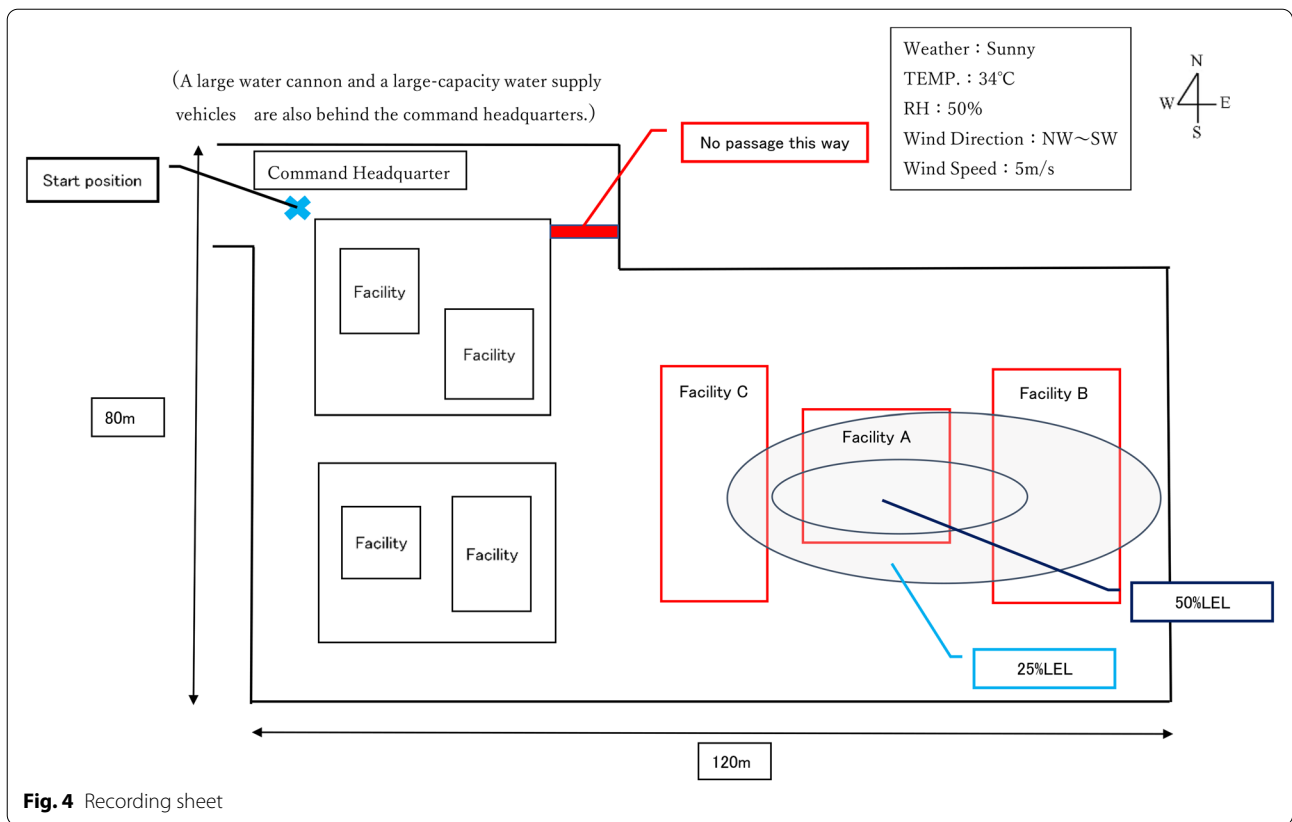 (A large water cannon and a large-capacity water supply
vehicles are also behind the command headquarters.)
Weather：Sunny
TEMP.：34℃
RH：50%
Wind Direction：NW～SW
Wind Speed：5m/s
N
W
E
S
No passage this way
Start position
Command Headquarter
Facility
Facility
80m
Facility C
Facility A
Facility B
Facility
Facility
50%LEL
25%LEL
120m
Fig. 4 Recording sheet